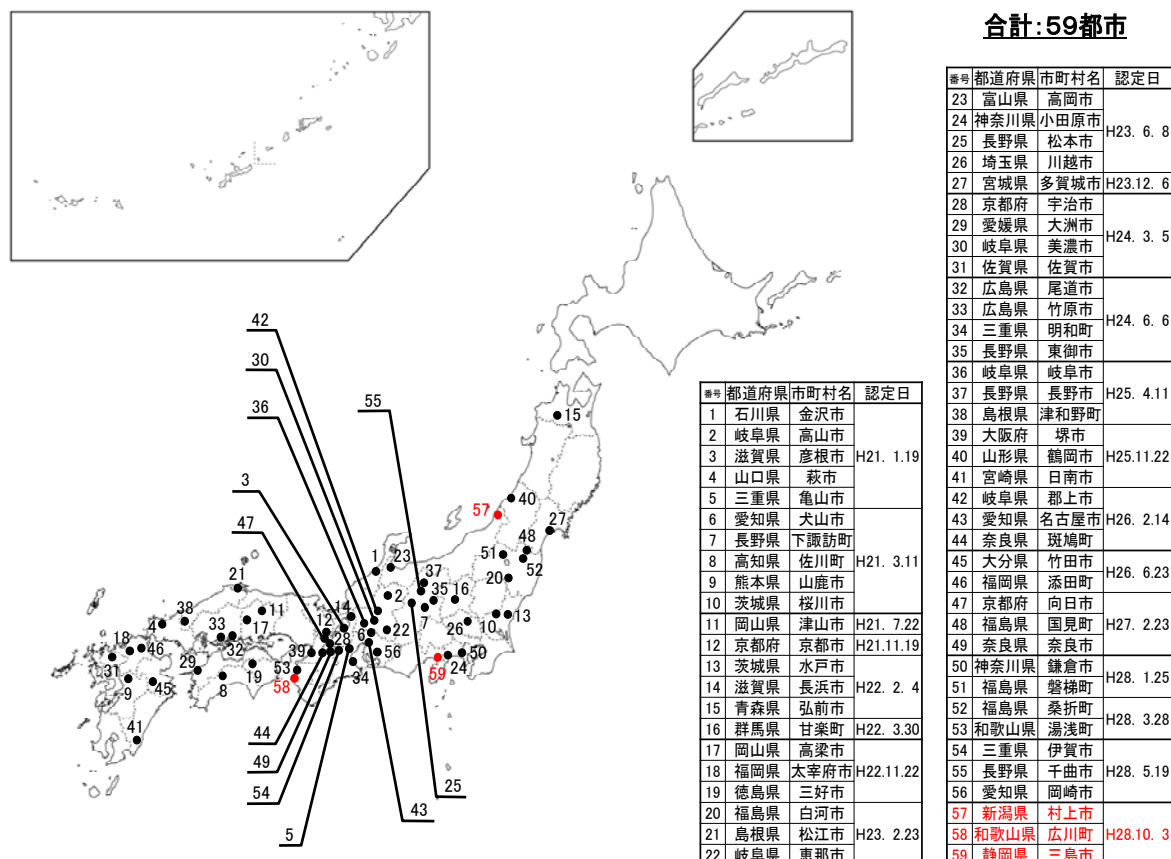 合計：59都市
番号 都道府県 市町村名 認定日
1 石川県 金沢市 H21. 1.19
2 岐阜県 高山市
3 滋賀県 彦根市
4 山口県 萩市
5 三重県 亀山市
6 愛知県 犬山市 H21. 3.11
7 長野県 下諏訪町
8 高知県 佐川町
9 熊本県 山鹿市
10 茨城県 桜川市
11 岡山県 津山市 H21. 7.22
12 京都府 京都市 H21.11.19
13 茨城県 水戸市 H22. 2. 4
14 滋賀県 長浜市
15 青森県 弘前市
16 群馬県 甘楽町 H22. 3.30
17 岡山県 高梁市 H22.11.22
18 福岡県 太宰府市
19 徳島県 三好市
20 福島県 白河市 H23. 2.23
21 島根県 松江市
22 岐阜県 恵那市
番号 都道府県 市町村名 認定日
23 富山県 高岡市 H23. 6. 8
24 神奈川県 小田原市
25 長野県 松本市
26 埼玉県 川越市
27 宮城県 多賀城市 H23.12. 6
28 京都府 宇治市 H24. 3. 5
29 愛媛県 大洲市
30 岐阜県 美濃市
31 佐賀県 佐賀市
32 広島県 尾道市 H24. 6. 6
33 広島県 竹原市
34 三重県 明和町
35 長野県 東御市
36 岐阜県 岐阜市 H25. 4.11
37 長野県 長野市
38 島根県 津和野町
39 大阪府 堺市 H25.11.22
40 山形県 鶴岡市
41 宮崎県 日南市
42 岐阜県 郡上市 H26. 2.14
43 愛知県 名古屋市
44 奈良県 斑鳩町
45 大分県 竹田市 H26. 6.23
46 福岡県 添田町
47 京都府 向日市 H27. 2.23
48 福島県 国見町
49 奈良県 奈良市
50 神奈川県 鎌倉市 H28. 1.25
51 福島県 磐梯町
52 福島県 桑折町 H28. 3.28
53 和歌山県 湯浅町
54 三重県 伊賀市 H28. 5.19
55 長野県 千曲市
56 愛知県 岡崎市
57 新潟県 村上市 H28.10. 3
58 和歌山県 広川町
59 静岡県 三島市
42
30
36
55
15
3
40
57
47
27
48
51
52
1
23
21
37
20
2
35
16
11
14
7
10
13
38
17
12
26
33
6
22
18
46
32
28
39
56
24
50
31
29
19
53
34
59
9
45
8
58
41
44
49
54
25
43
5